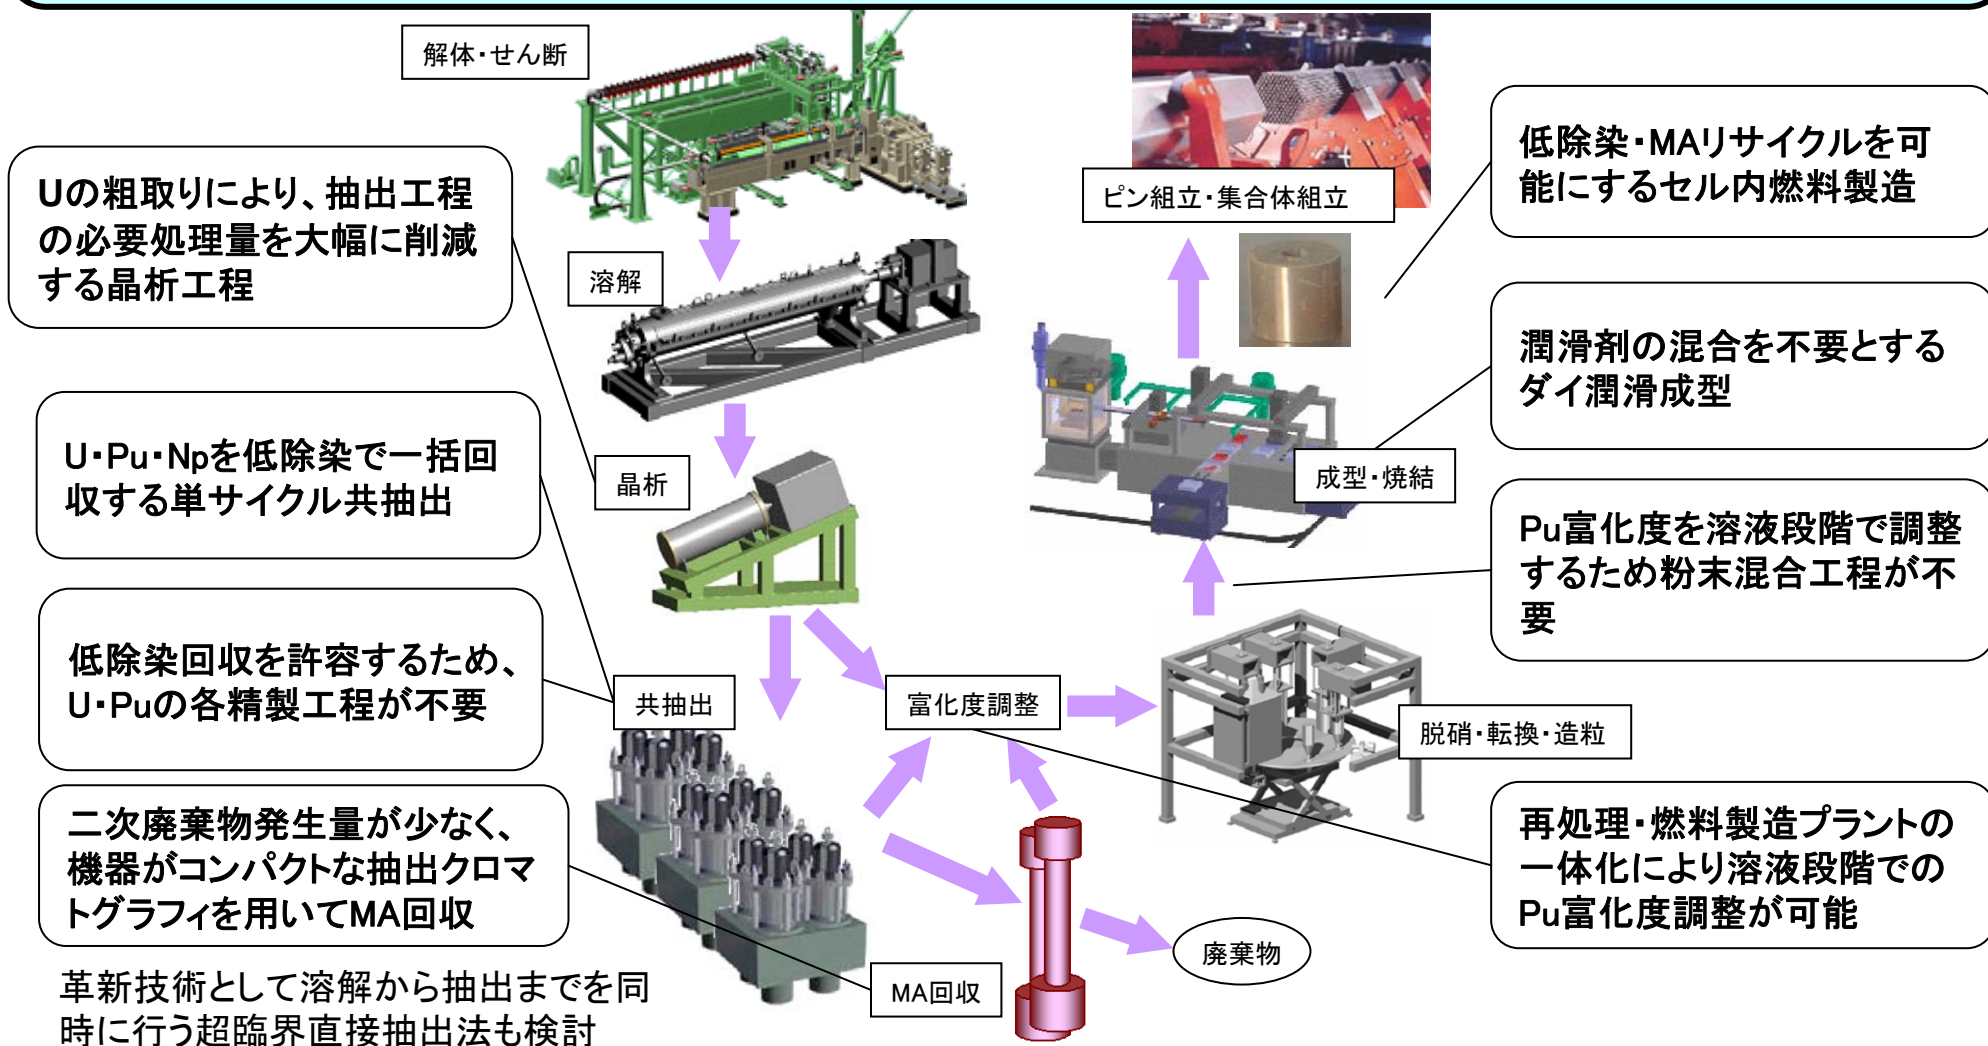 解体・せん断
Uの粗取りにより、抽出工程
の必要処理量を大幅に削減
する晶析工程
溶解
U・Pu・Npを低除染で一括回
収する単サイクル共抽出
晶析
低除染回収を許容するため、
U・Puの各精製工程が不要
共抽出
二次廃棄物発生量が少なく、
機器がコンパクトな抽出クロマ
トグラフィを用いてMA回収
MA回収
革新技術として溶解から抽出までを同
時に行う超臨界直接抽出法も検討
富化度調整
廃棄物
ピン組立・集合体組立
成型・焼結
脱硝・転換・造粒
低除染・MAリサイクルを可
能にするセル内燃料製造
潤滑剤の混合を不要とする
ダイ潤滑成型
Pu富化度を溶液段階で調整
するため粉末混合工程が不
要
再処理・燃料製造プラントの
一体化により溶液段階での
Pu富化度調整が可能